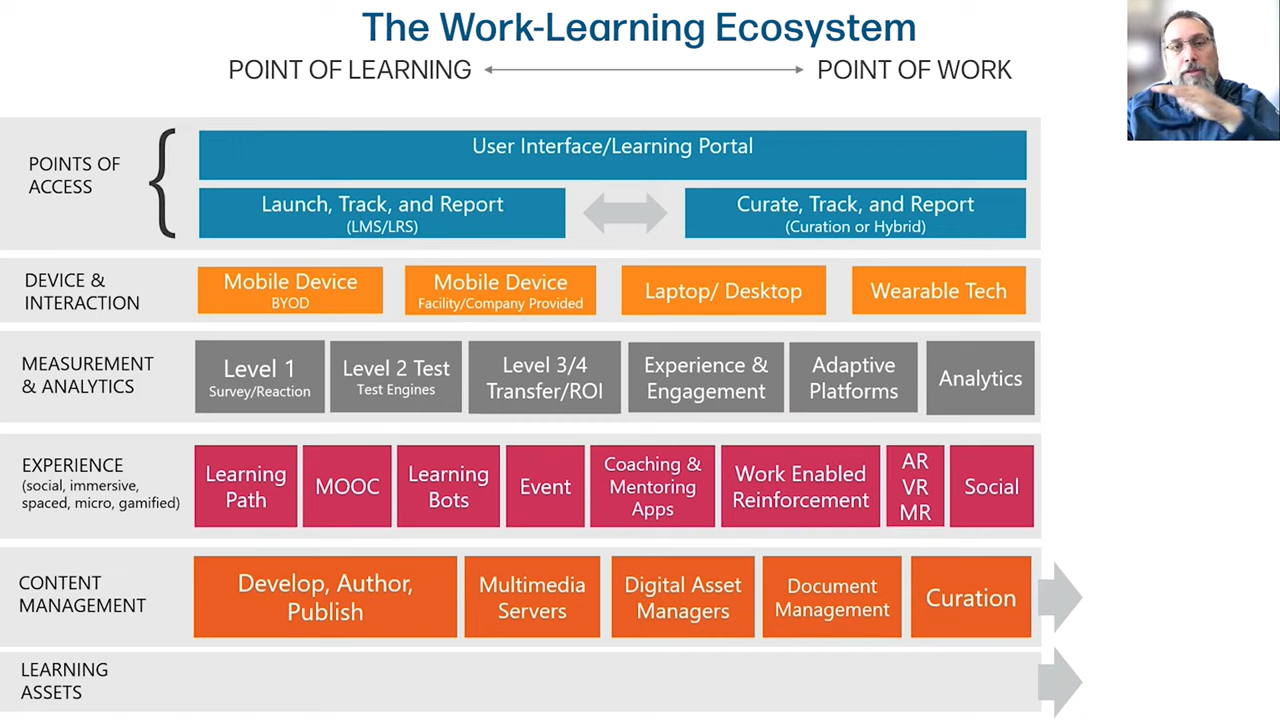 The Work-Learning Ecosystem
POINT OF LEARNING
POINT OF WORK
POINTS OF
ACCESS
User Interface/Learning Portal
Launch, Track, and Report
(LMS/LRS)
Curate, Track, and Report
(Curation or Hybrid)
DEVICE &
INTERACTION
Mobile Device
BYOD
Mobile Device
Facility/Company Provided
Laptop/ Desktop
Wearable Tech
MEASUREMENT
& ANALYTICS
Level 1
Survey/Reaction
Level 2 Test
Test Engines
Level 3/4
Transfer/ROI
Experience &
Engagement
Adaptive
Platforms
Analytics
EXPERIENCE
(social, immersive,
spaced, micro, gamified)
Learning
Path
MOOC
Learning
Bots
Event
Coaching &
Mentoring
Apps
Work Enabled
Reinforcement
AR
VR
MR
Social
CONTENT
MANAGEMENT
Develop, Author,
Publish
Multimedia
Servers
Digital Asset
Managers
Document
Management
Curation
LEARNING
ASSETS